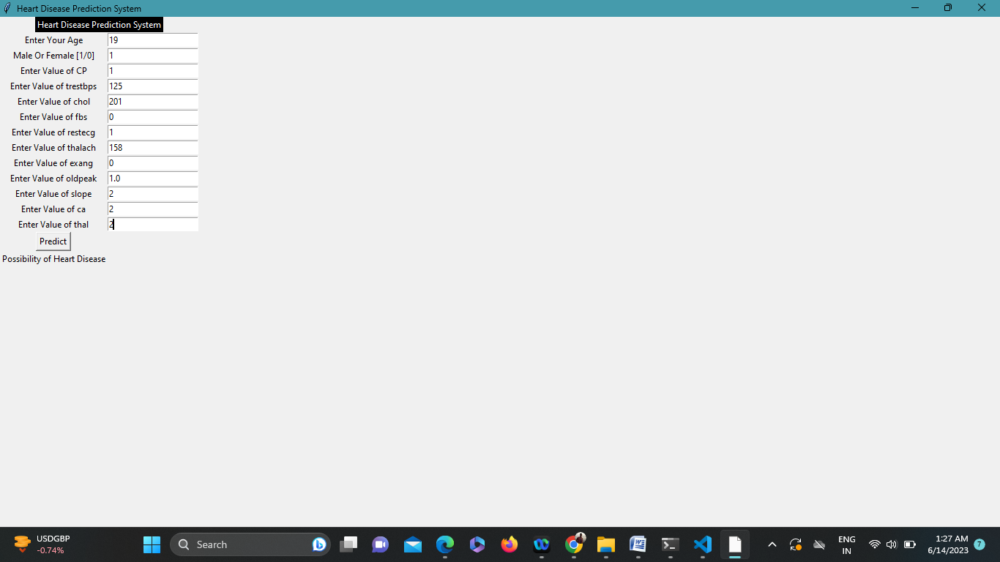 Heart Disease Prediction System
Heart Disease Prediction System
Enter Your Age 19
Male Or Female [1/0] 1
Enter Value of CP 1
Enter Value of trestbps 125
Enter Value of chol 201
Enter Value of fbs 0
Enter Value of restecg 1
Enter Value of thalach 158
Enter Value of exang 0
Enter Value of oldpeak 1.0
Enter Value of slope 2
Enter Value of ca 2
Enter Value of thal 2
Predict
Possibility of Heart Disease
USDGBP
-0.74%
Search
ENG
IN
1:27 AM
6/14/2023
7